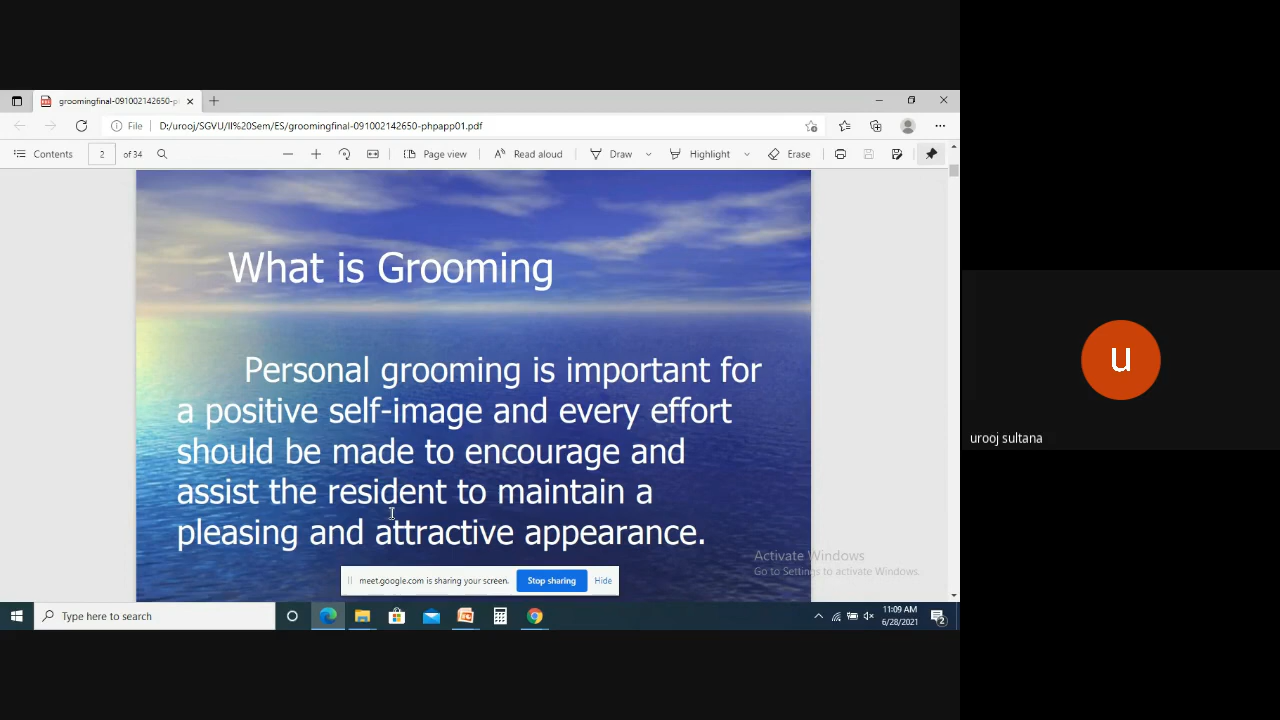 groomingfinal-091002142650-p
File D:/urooj/SGVU/II%20Sem/ES/groomingfinal-091002142650-phpapp01.pdf
Contents 2 of 34 Page view Read aloud Draw Highlight Erase
What is Grooming
Personal grooming is important for
a positive self-image and every effort
should be made to encourage and
assist the resident to maintain a
pleasing and attractive appearance.
u
urooj sultana
Activate Windows
Go to Settings to activate Windows.
meet.google.com is sharing your screen. Stop sharing Hide
Type here to search
11:09 AM
6/28/2021
2